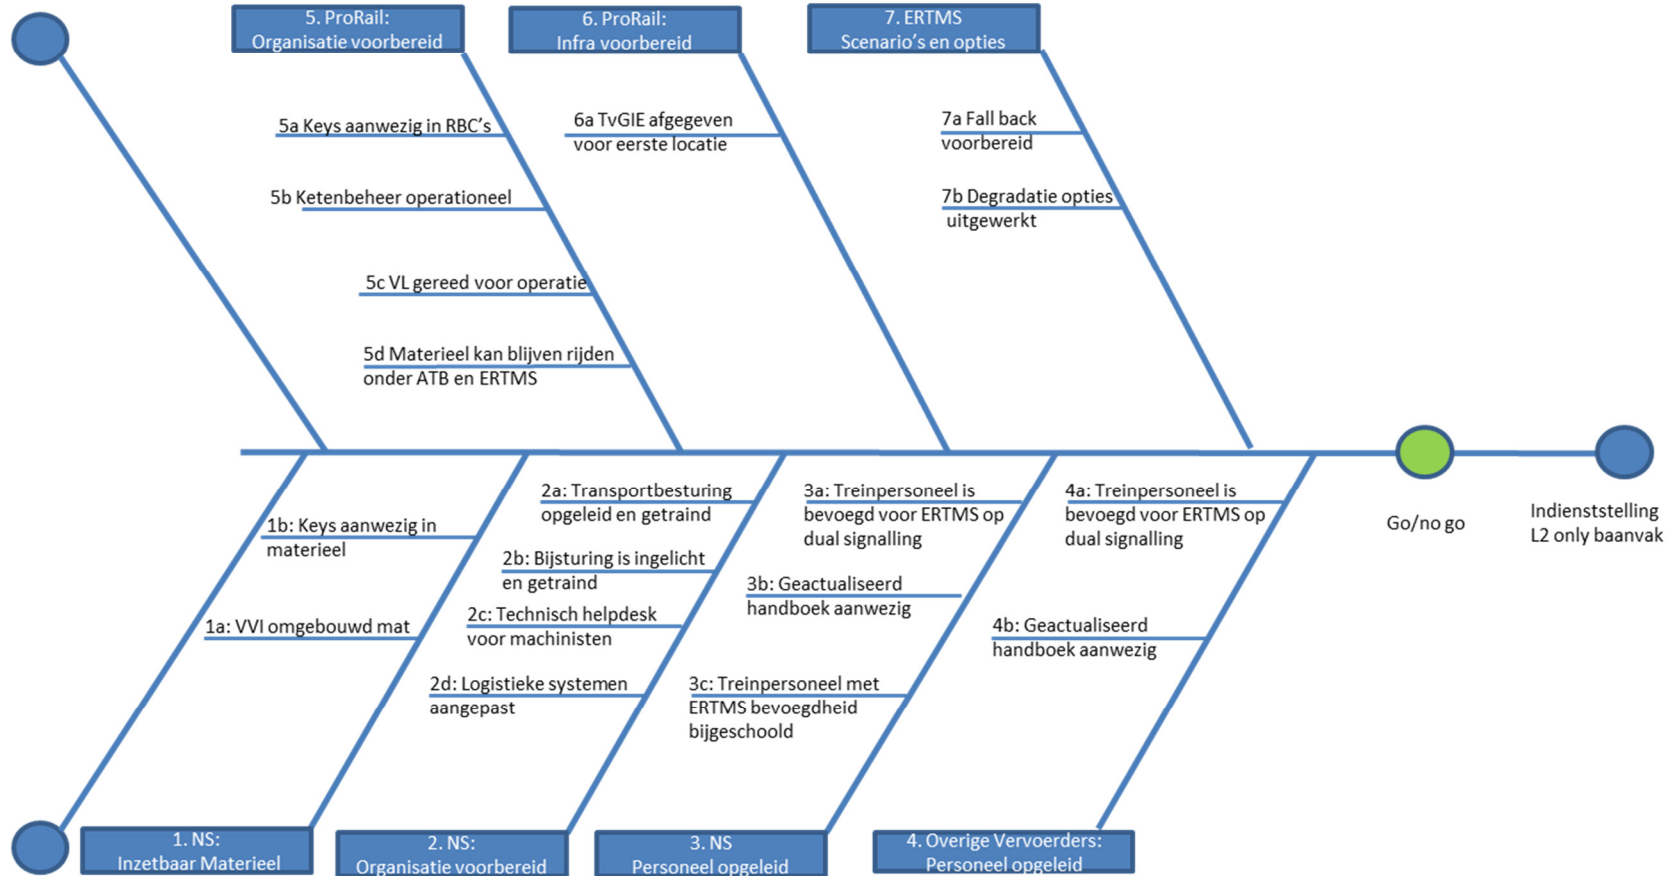 5. ProRail:
Organisatie voorbereid
6. ProRail:
Infra voorbereid
7. ERTMS
Scenario's en opties
5a Keys aanwezig in RBC's
5b Ketenbeheer operationeel
5c VL gereed voor operatie
5d Materieel kan blijven rijden
onder ATB en ERTMS
6a TvGIE afgegeven
voor eerste locatie
7a Fall back
voorbereid
7b Degradatie opties
uitgewerkt
1b: Keys aanwezig in
materieel
1a: VVI omgebouwd mat
2a: Transportbesturing
opgeleid en getraind
2b: Bijsturing is ingelicht
en getraind
2c: Technisch helpdesk
voor machinisten
2d: Logistieke systemen
aangepast
3a: Treinpersoneel is
bevoegd voor ERTMS op
dual signalling
3b: Geactualiseerd
handboek aanwezig
3c: Treinpersoneel met
ERTMS bevoegdheid
bijgeschoold
4a: Treinpersoneel is
bevoegd voor ERTMS op
dual signalling
4b: Geactualiseerd
handboek aanwezig
Go/no go
Indienststelling
L2 only baanvak
1. NS:
Inzetbaar Materieel
2. NS:
Organisatie voorbereid
3. NS
Personeel opgeleid
4. Overige Vervoerders:
Personeel opgeleid